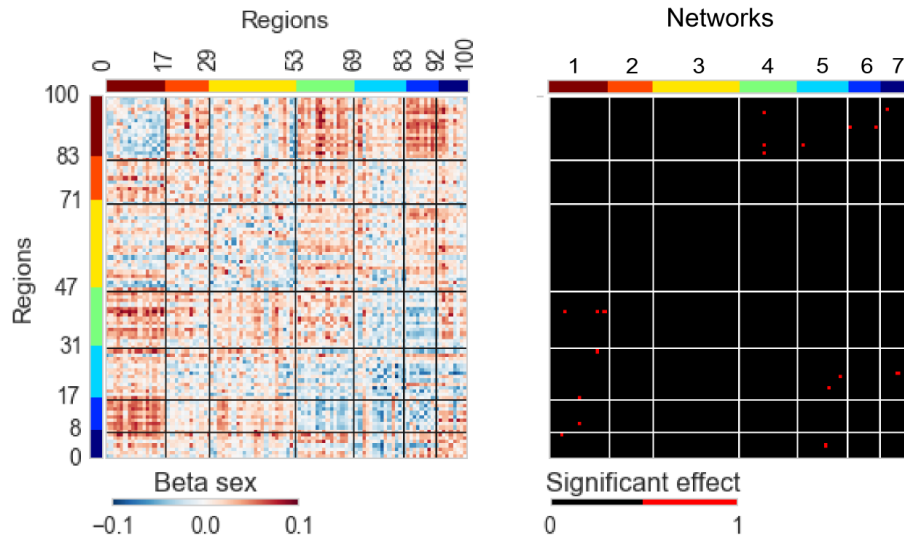 Regions
Networks
0 17 29 53 69 83 92 100
1 2 3 4 5 6 7
100
83
71
47
31
17
8
0
Regions
Beta sex
−0.1 0.0 0.1
Significant effect
0 1